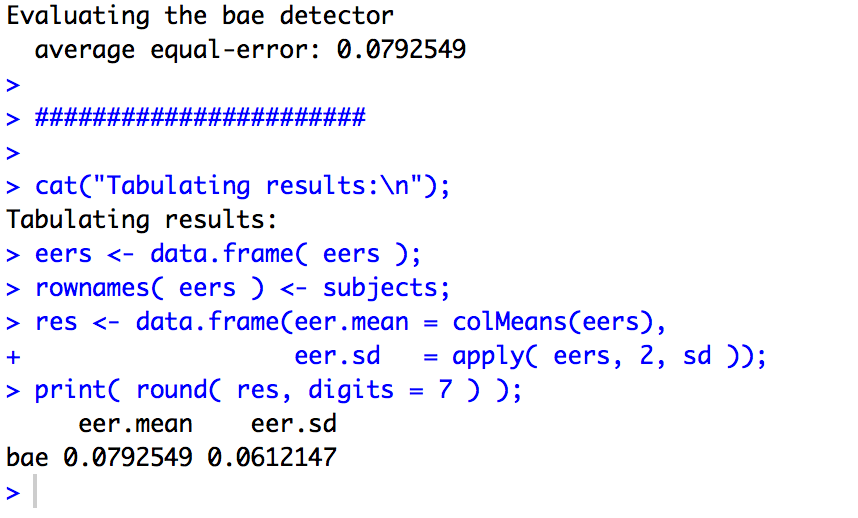 Evaluating the bae detector
  average equal-error: 0.0792549
>
> #######################
>
> cat("Tabulating results:\n");
Tabulating results:
> eers <- data.frame( eers );
> rownames( eers ) <- subjects;
> res <- data.frame(eer.mean = colMeans(eers),
+                   eer.sd   = apply( eers, 2, sd ));
> print( round( res, digits = 7 ) );
     eer.mean    eer.sd
bae 0.0792549 0.0612147
>